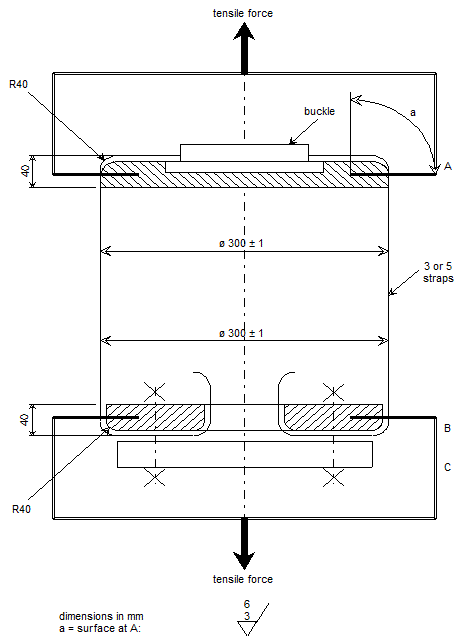 tensile force
R40
buckle
a
A
40
ø 300 ± 1
3 or 5
straps
ø 300 ± 1
40
B
C
R40
tensile force
dimensions in mm
a = surface at A:
6
3